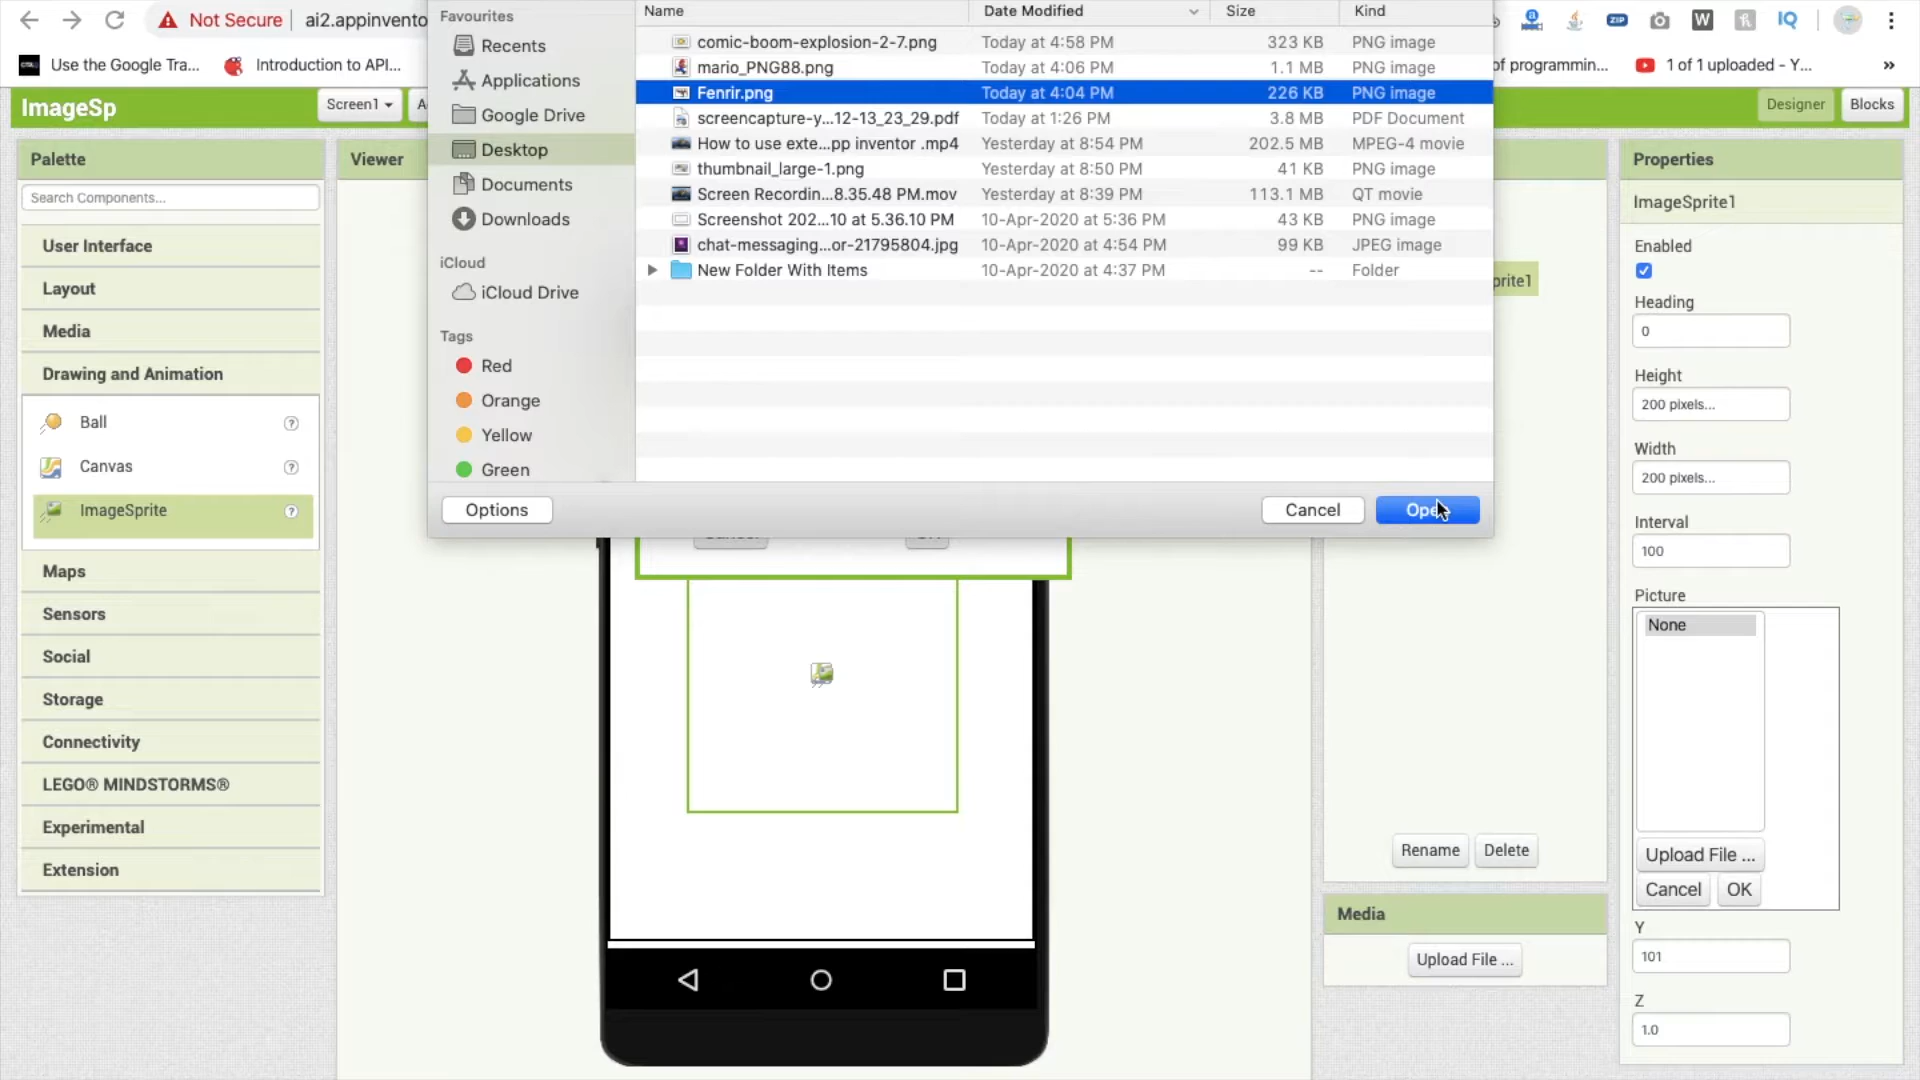 Not Secure
ai2.appinvento
Use the Google Tra...
Introduction to API...
of programmin...
1 of 1 uploaded - Y...
»
ZIP
W
IQ
ImageSp
Screen1
Designer
Blocks
Palette
Search Components...
User Interface
Layout
Media
Drawing and Animation
Ball
?
Canvas
?
ImageSprite
?
Maps
Sensors
Social
Storage
Connectivity
LEGO® MINDSTORMS®
Experimental
Extension
Viewer
Favourites
Recents
Applications
Google Drive
Desktop
Documents
Downloads
iCloud
iCloud Drive
Tags
Red
Orange
Yellow
Green
Name Date Modified Size Kind
comic-boom-explosion-2-7.png Today at 4:58 PM 323 KB PNG image
mario_PNG88.png Today at 4:06 PM 1.1 MB PNG image
Fenrir.png Today at 4:04 PM 226 KB PNG image
screencapture-y...12-13_23_29.pdf Today at 1:26 PM 3.8 MB PDF Document
How to use exte...pp inventor .mp4 Yesterday at 8:54 PM 202.5 MB MPEG-4 movie
thumbnail_large-1.png Yesterday at 8:50 PM 41 KB PNG image
Screen Recordin...8.35.48 PM.mov Yesterday at 8:39 PM 113.1 MB QT movie
Screenshot 202...10 at 5.36.10 PM 10-Apr-2020 at 5:36 PM 43 KB PNG image
chat-messaging...or-21795804.jpg 10-Apr-2020 at 4:54 PM 99 KB JPEG image
New Folder With Items 10-Apr-2020 at 4:37 PM -- Folder
Options
Cancel
prite1
Rename
Delete
Media
Upload File ...
Properties
ImageSprite1
Enabled
Heading
0
Height
200 pixels...
Width
200 pixels...
Interval
100
Picture
None
Upload File ...
Cancel
OK
Y
101
Z
1.0